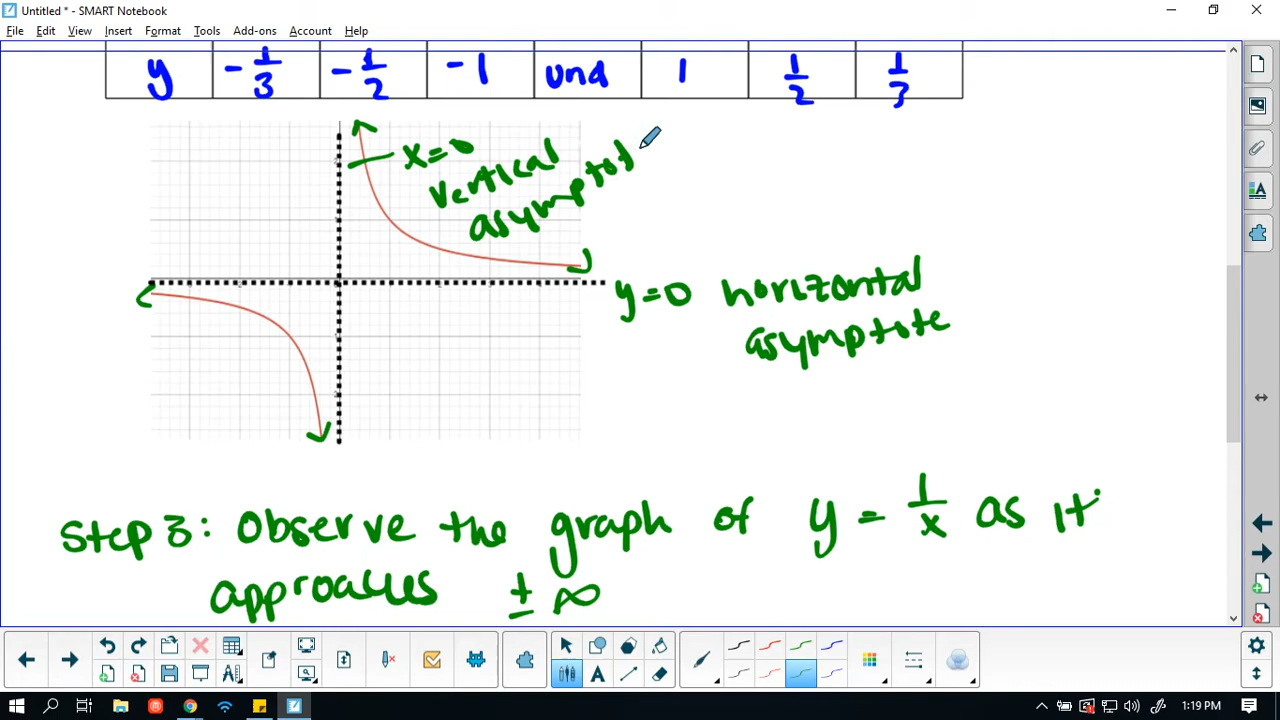 Untitled * - SMART Notebook
File Edit View Insert Format Tools Add-ons Account Help
y -1/3 -1/2 -1 und 1 1/2 1/3
x=0
vertical
asymptot
y=0 horizontal
asymptote
Step 3: Observe the graph of y = 1/x as it
approaches ± ∞
1:19 PM